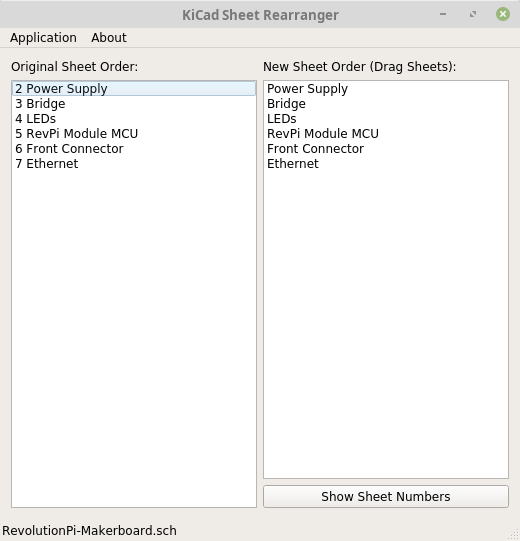 KiCad Sheet Rearranger
Application About
Original Sheet Order:
2 Power Supply
3 Bridge
4 LEDs
5 RevPi Module MCU
6 Front Connector
7 Ethernet
New Sheet Order (Drag Sheets):
Power Supply
Bridge
LEDs
RevPi Module MCU
Front Connector
Ethernet
Show Sheet Numbers
RevolutionPi-Makerboard.sch